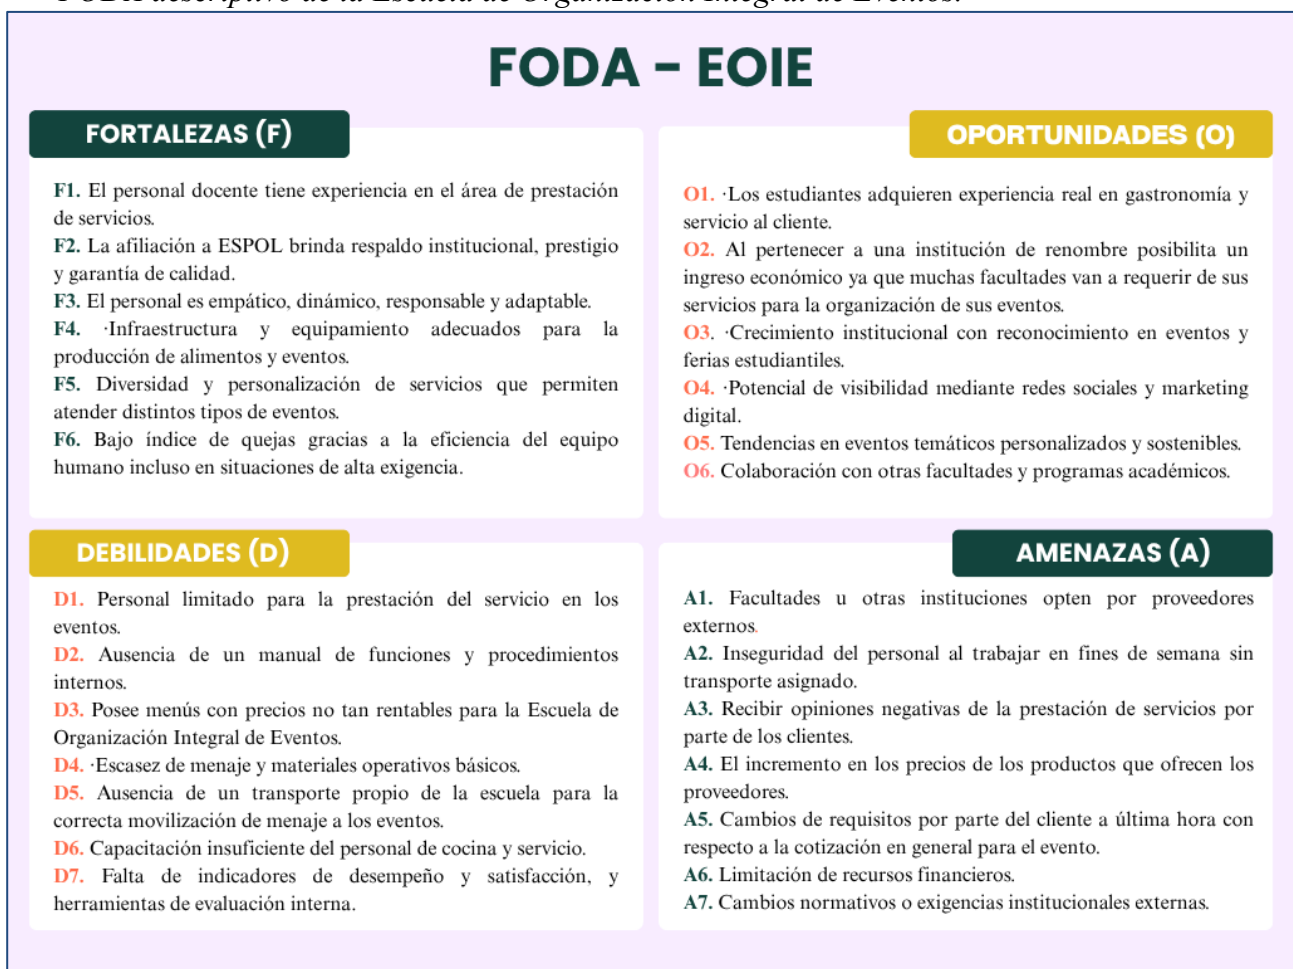 FODA descriptivo de la Escuela de Organización Integral de Eventos.
FODA - EOIE
FORTALEZAS (F)
F1. El personal docente tiene experiencia en el área de prestación
de servicios.
F2. La afiliación a ESPOL brinda respaldo institucional, prestigio
y garantía de calidad.
F3. El personal es empático, dinámico, responsable y adaptable.
F4. ·Infraestructura y equipamiento adecuados para la
producción de alimentos y eventos.
F5. Diversidad y personalización de servicios que permiten
atender distintos tipos de eventos.
F6. Bajo índice de quejas gracias a la eficiencia del equipo
humano incluso en situaciones de alta exigencia.
OPORTUNIDADES (O)
O1. ·Los estudiantes adquieren experiencia real en gastronomía y
servicio al cliente.
O2. Al pertenecer a una institución de renombre posibilita un
ingreso económico ya que muchas facultades van a requerir de sus
servicios para la organización de sus eventos.
O3. ·Crecimiento institucional con reconocimiento en eventos y
ferias estudiantiles.
O4. ·Potencial de visibilidad mediante redes sociales y marketing
digital.
O5. Tendencias en eventos temáticos personalizados y sostenibles.
O6. Colaboración con otras facultades y programas académicos.
DEBILIDADES (D)
D1. Personal limitado para la prestación del servicio en los
eventos.
D2. Ausencia de un manual de funciones y procedimientos
internos.
D3. Posee menús con precios no tan rentables para la Escuela de
Organización Integral de Eventos.
D4. ·Escasez de menaje y materiales operativos básicos.
D5. Ausencia de un transporte propio de la escuela para la
correcta movilización de menaje a los eventos.
D6. Capacitación insuficiente del personal de cocina y servicio.
D7. Falta de indicadores de desempeño y satisfacción, y
herramientas de evaluación interna.
AMENAZAS (A)
A1. Facultades u otras instituciones opten por proveedores
externos.
A2. Inseguridad del personal al trabajar en fines de semana sin
transporte asignado.
A3. Recibir opiniones negativas de la prestación de servicios por
parte de los clientes.
A4. El incremento en los precios de los productos que ofrecen los
proveedores.
A5. Cambios de requisitos por parte del cliente a última hora con
respecto a la cotización en general para el evento.
A6. Limitación de recursos financieros.
A7. Cambios normativos o exigencias institucionales externas.